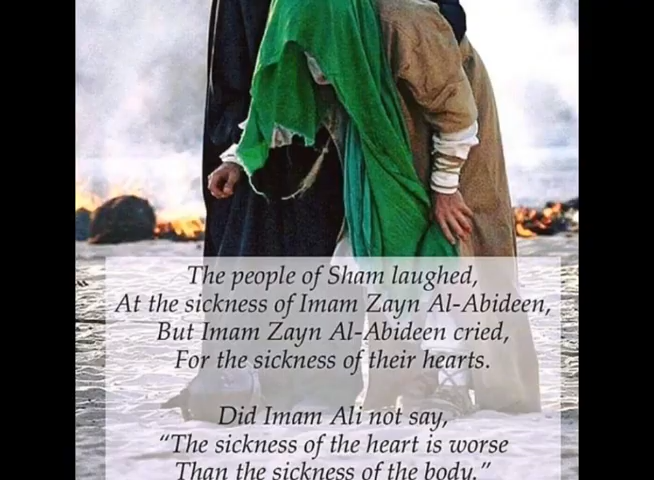 The people of Sham laughed,
At the sickness of Imam Zayn Al-Abideen,
But Imam Zayn Al-Abideen cried,
For the sickness of their hearts.
Did Imam Ali not say,
“The sickness of the heart is worse
Than the sickness of the body.”